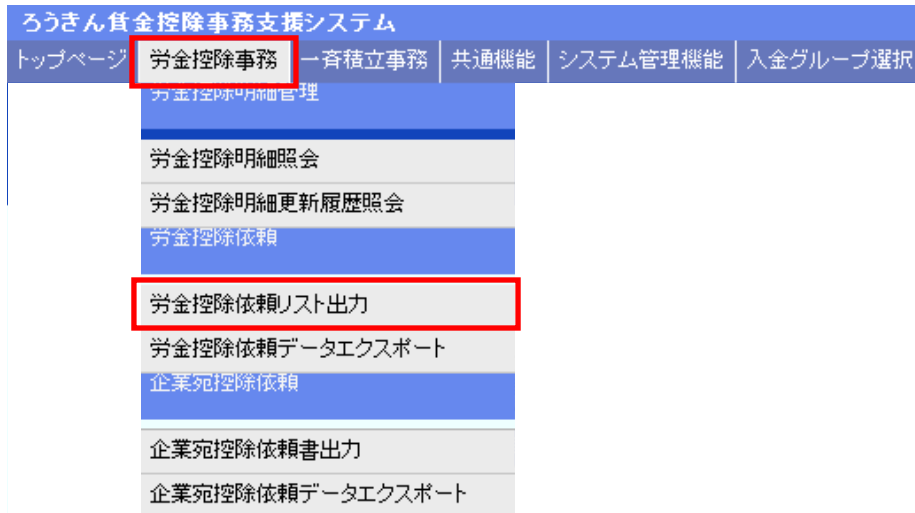 ろうきん賃金控除事務支援システム
トップページ 労金控除事務 一斉積立事務 共通機能 システム管理機能 入金グループ選択
労金控除明細管理
労金控除明細照会
労金控除明細更新履歴照会
労金控除依頼
労金控除依頼リスト出力
労金控除依頼データエクスポート
企業宛控除依頼
企業宛控除依頼書出力
企業宛控除依頼データエクスポート